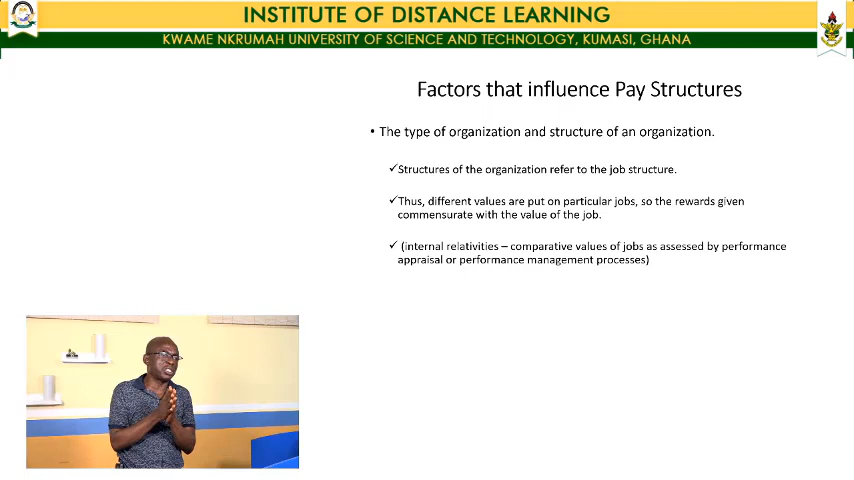 INSTITUTE OF DISTANCE LEARNING
KWAME NKRUMAH UNIVERSITY OF SCIENCE AND TECHNOLOGY, KUMASI, GHANA
Factors that influence Pay Structures
• The type of organization and structure of an organization.
✓Structures of the organization refer to the job structure.
✓Thus, different values are put on particular jobs, so the rewards given
commensurate with the value of the job.
✓ (internal relativities – comparative values of jobs as assessed by performance
appraisal or performance management processes)